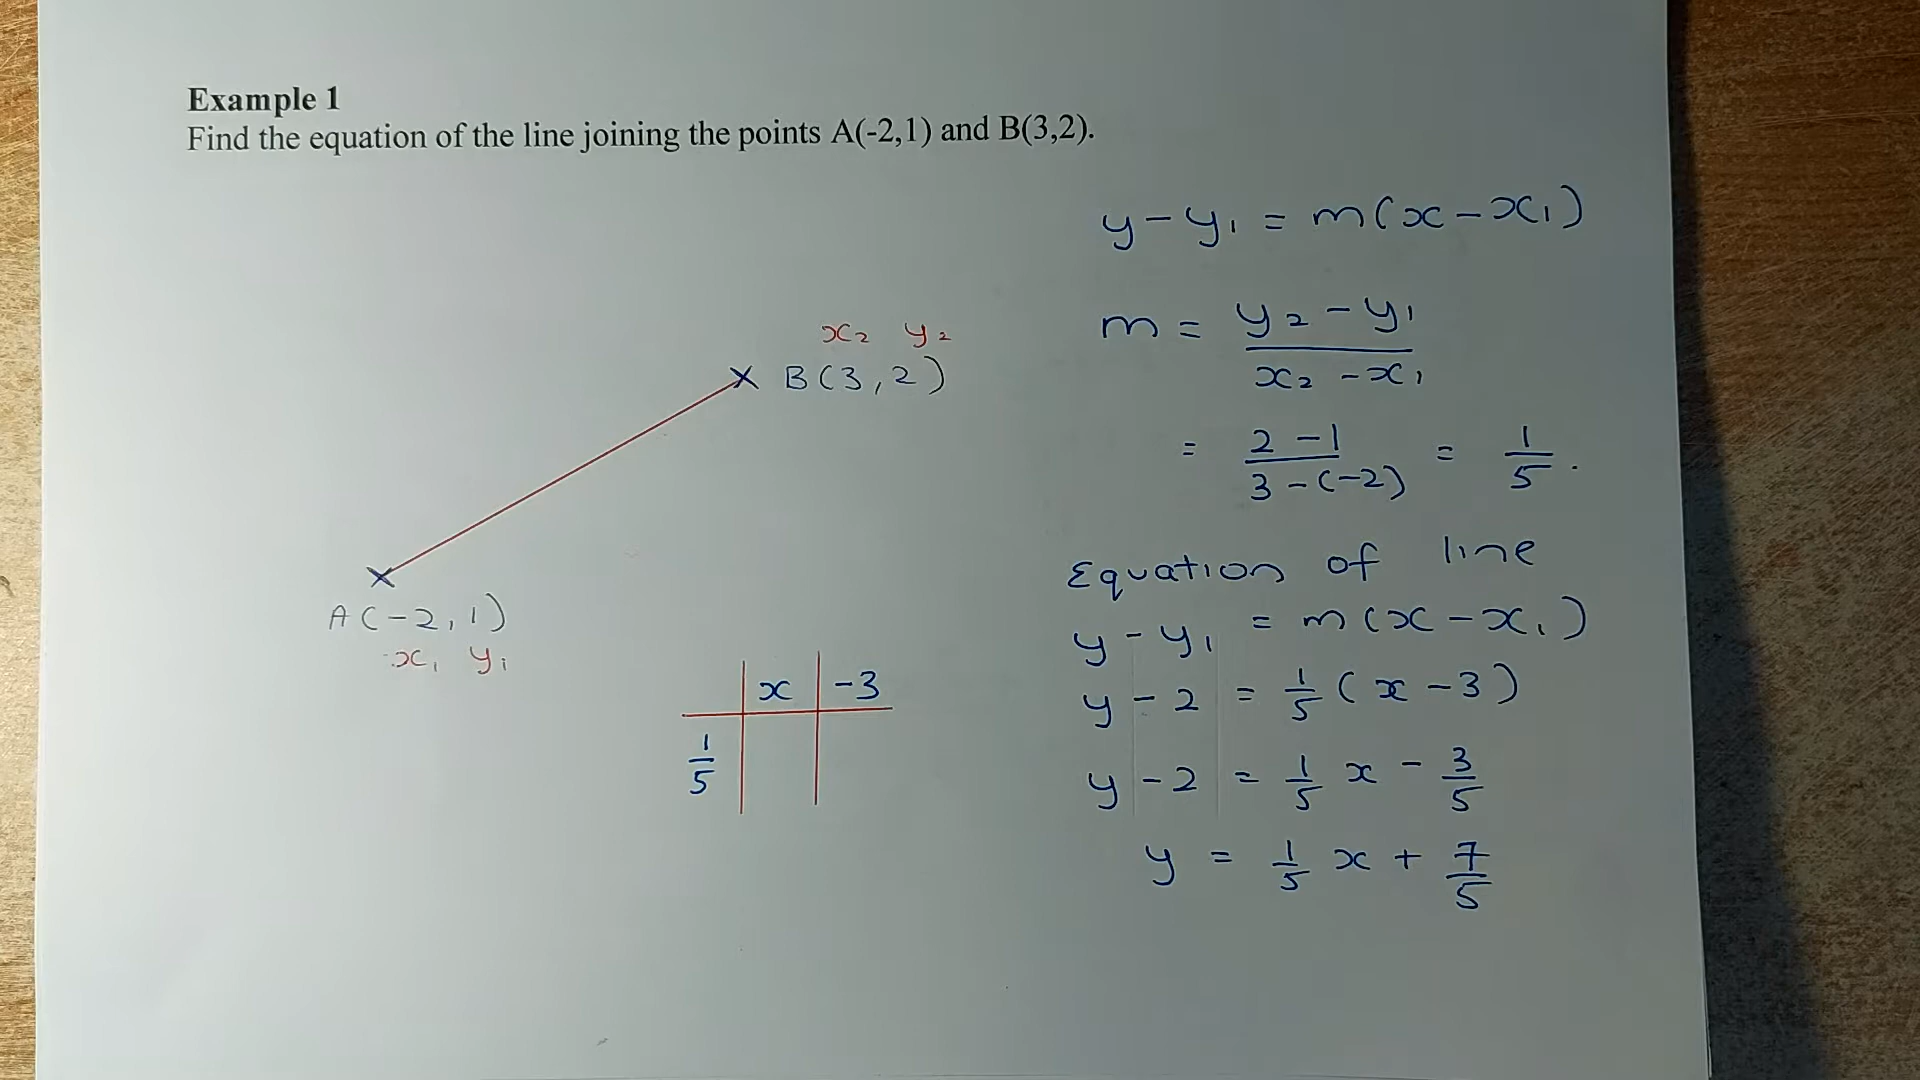 Example 1
Find the equation of the line joining the points A(-2,1) and B(3,2).
y - y₁ = m(x - x₁)
m = y₂ - y₁ / x₂ - x₁
= 2 - 1 / 3 - (-2) = 1/5.
x₂ y₂
B(3,2)
A(-2,1)
x₁ y₁
x -3
1/5
Equation of line
y - y₁ = m(x - x₁)
y - 2 = 1/5 (x - 3)
y - 2 = 1/5 x - 3/5
y = 1/5 x + 7/5